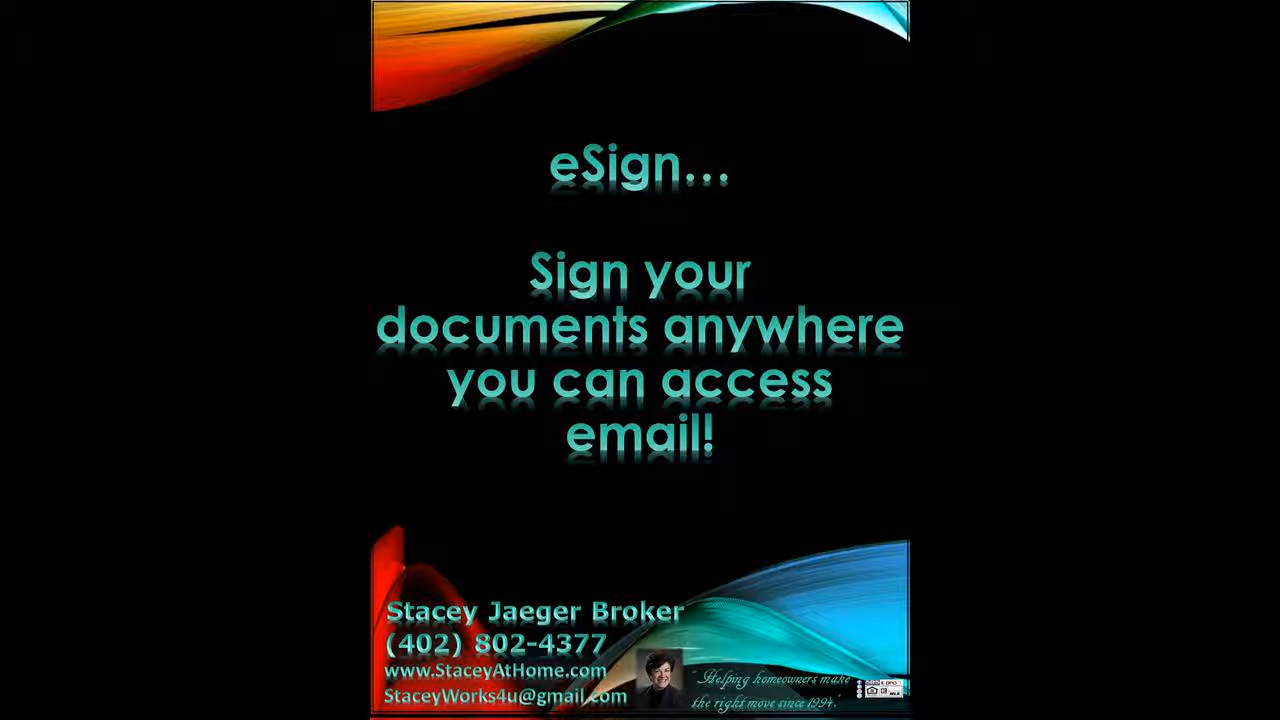 eSign...
Sign your
documents anywhere
you can access
email!
Stacey Jaeger Broker
(402) 802-4377
www.StaceyAtHome.com
StaceyWorks4u@gmail.com
"Helping homeowners make
the right move since 1994."